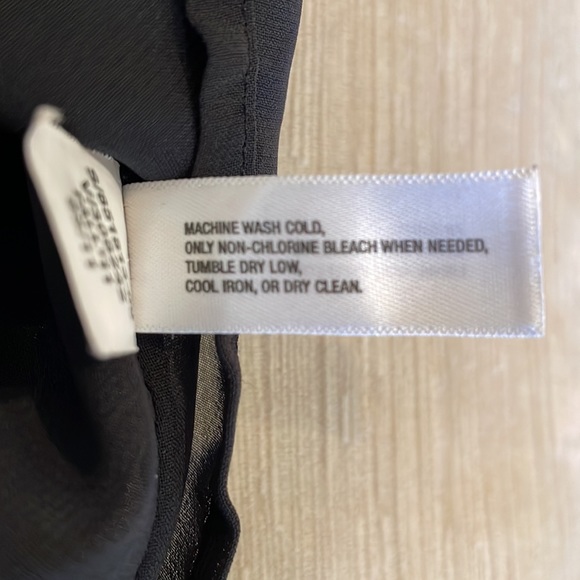 MACHINE WASH COLD,
ONLY NON-CHLORINE BLEACH WHEN NEEDED,
TUMBLE DRY LOW,
COOL IRON, OR DRY CLEAN.